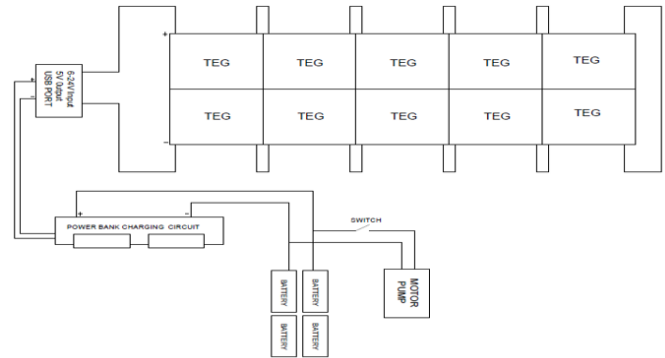 +
TEG TEG TEG TEG TEG
TEG TEG TEG TEG TEG
-
6-24V Input
5V Output
USB PORT
+
-
+ -
POWER BANK CHARGING CIRCUIT
SWITCH
BATTERY BATTERY
BATTERY BATTERY
MOTOR
PUMP